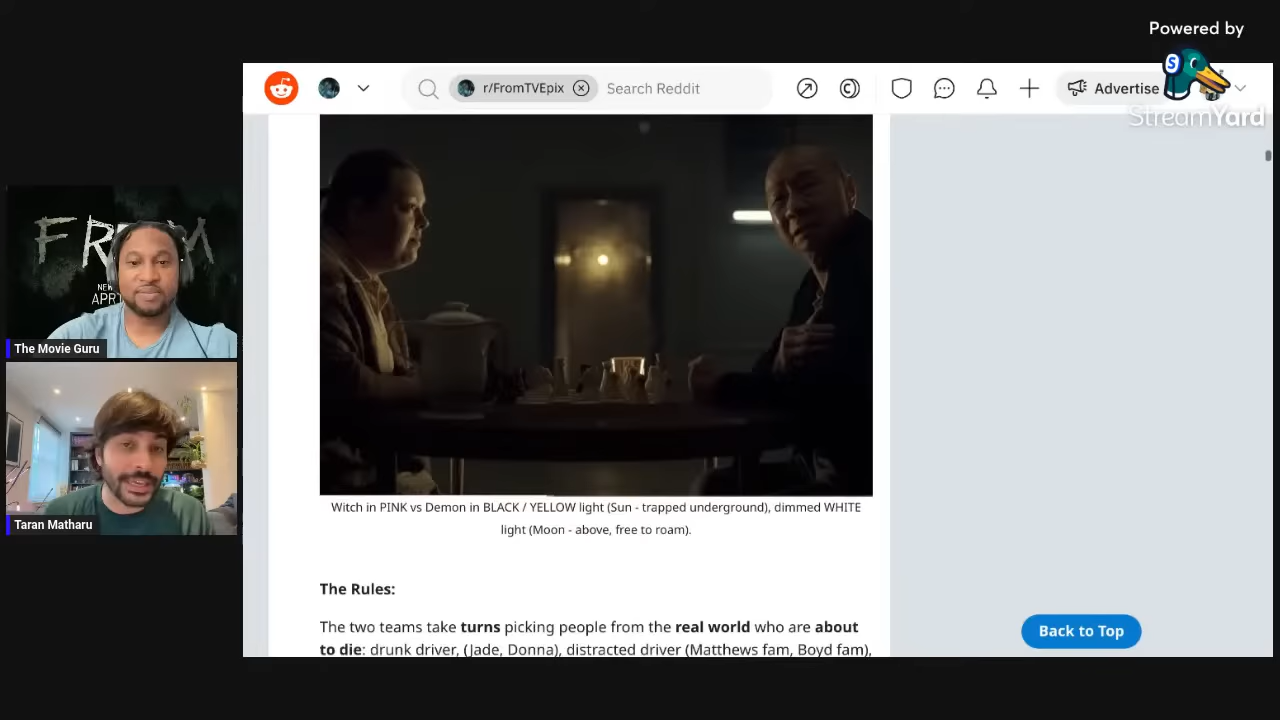 Powered by
StreamYard
r/FromTVEpix
Search Reddit
Advertise
FR M
NEW
APR
The Movie Guru
Taran Matharu
Witch in PINK vs Demon in BLACK / YELLOW light (Sun - trapped underground), dimmed WHITE
light (Moon - above, free to roam).
The Rules:
The two teams take turns picking people from the real world who are about
to die: drunk driver, (Jade, Donna), distracted driver (Matthews fam, Boyd fam),
Back to Top